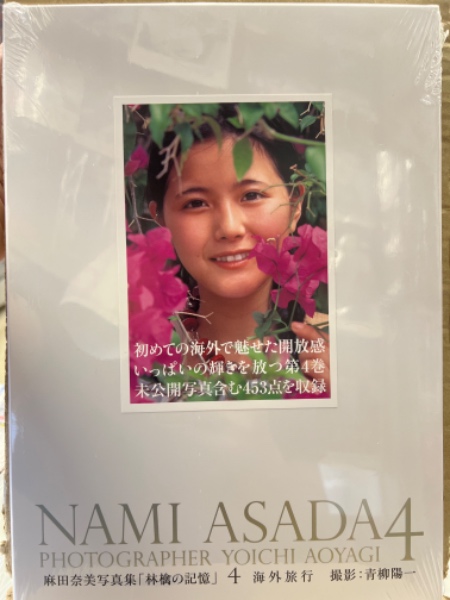 初めての海外で魅せた開放感
いっぱいの輝きを放つ第4巻
未公開写真含む453点を収録
NAMI ASADA4
PHOTOGRAPHER YOICHI AOYAGI
麻田奈美写真集「林檎の記憶」 4 海外旅行 撮影:青柳陽一